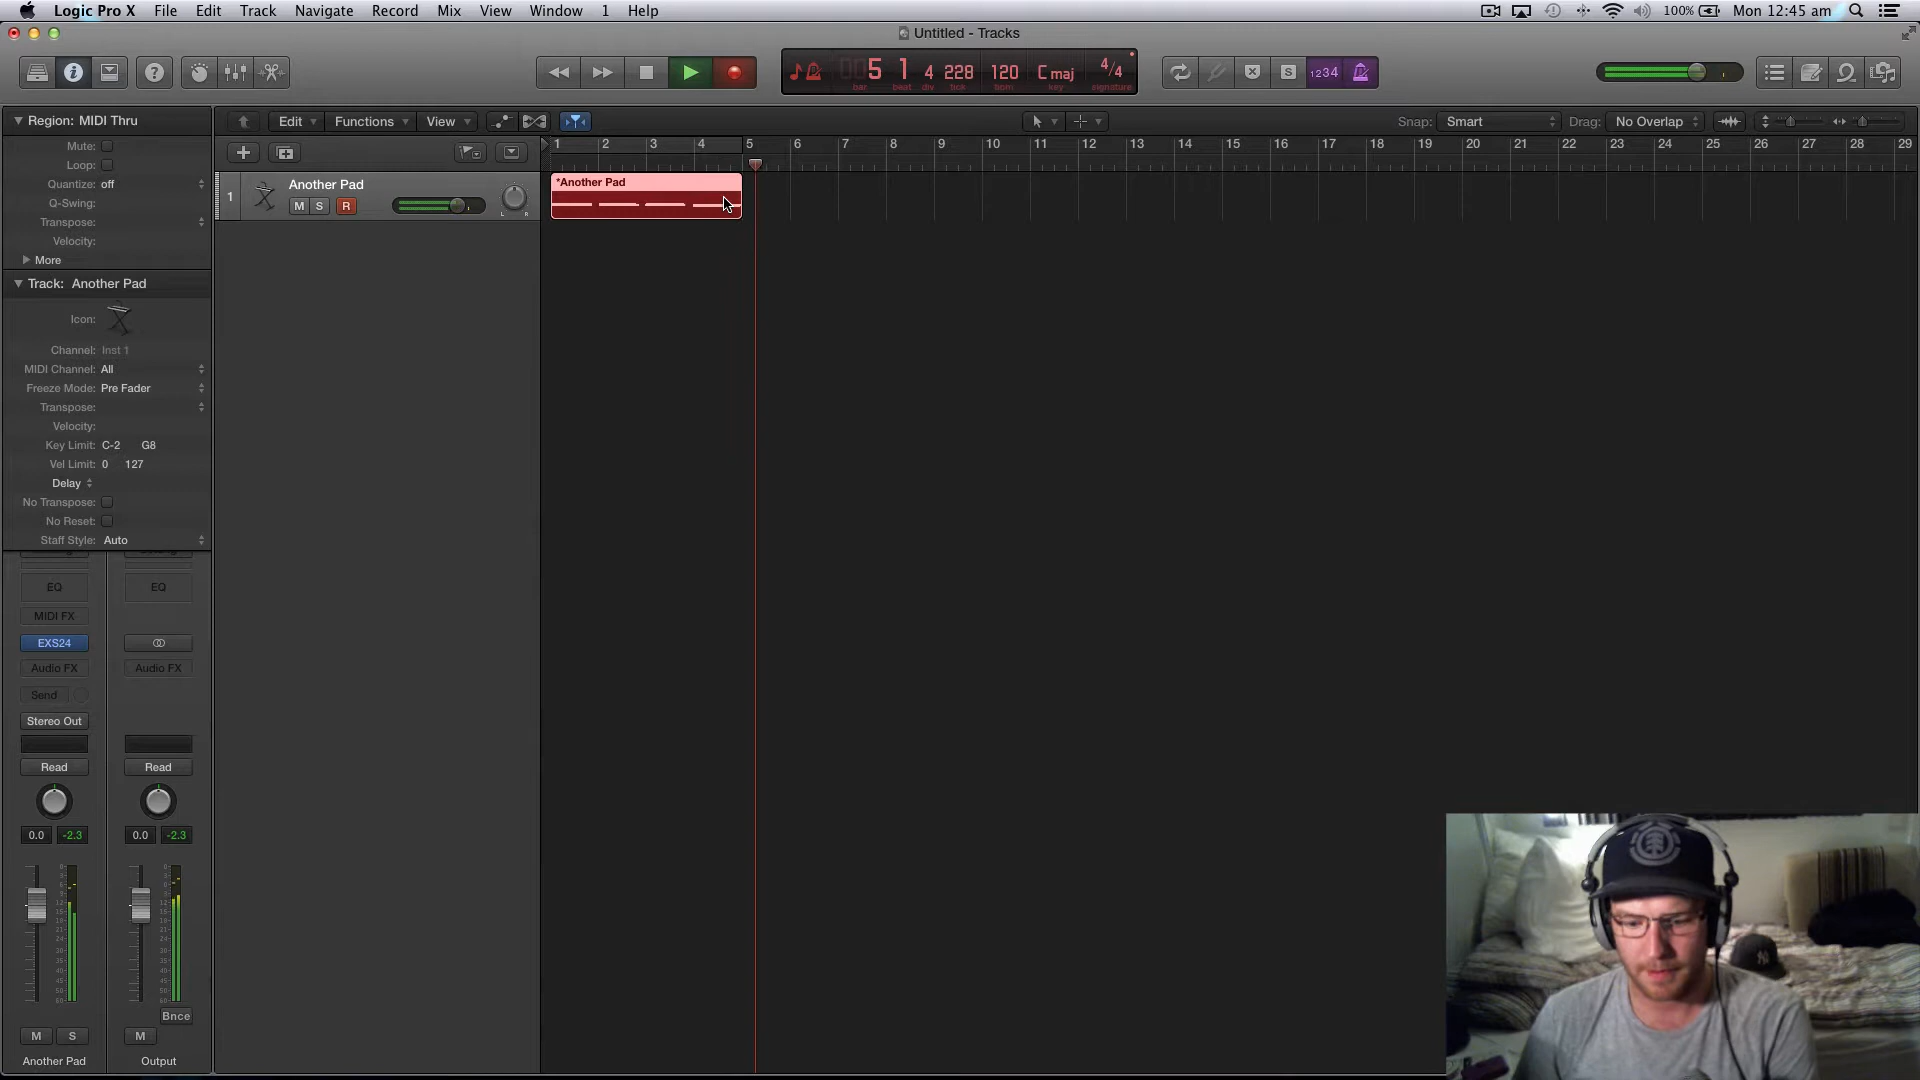 Logic Pro X File Edit Track Navigate Record Mix View Window 1 Help 100% Mon 12:45 am
Untitled - Tracks
5 1 4 228 120 C maj 4/4
bar beat div tick bpm key signature
S 1234
Region: MIDI Thru
Edit Functions View Snap: Smart Drag: No Overlap
Mute:
Loop:
Quantize: off
Q-Swing:
Transpose:
Velocity:
More
1 2 3 4 5 6 7 8 9 10 11 12 13 14 15 16 17 18 19 20 21 22 23 24 25 26 27 28 29
1 Another Pad
M S R
L R
*Another Pad
Track: Another Pad
Icon:
Channel: Inst 1
MIDI Channel: All
Freeze Mode: Pre Fader
Transpose:
Velocity:
Key Limit: C-2 G8
Vel Limit: 0 127
Delay
No Transpose:
No Reset:
Staff Style: Auto
EQ EQ
MIDI FX
EXS24
Audio FX Audio FX
Send
Stereo Out
Read Read
0.0 -2.3 0.0 -2.3
Bnce
M S M
Another Pad Output